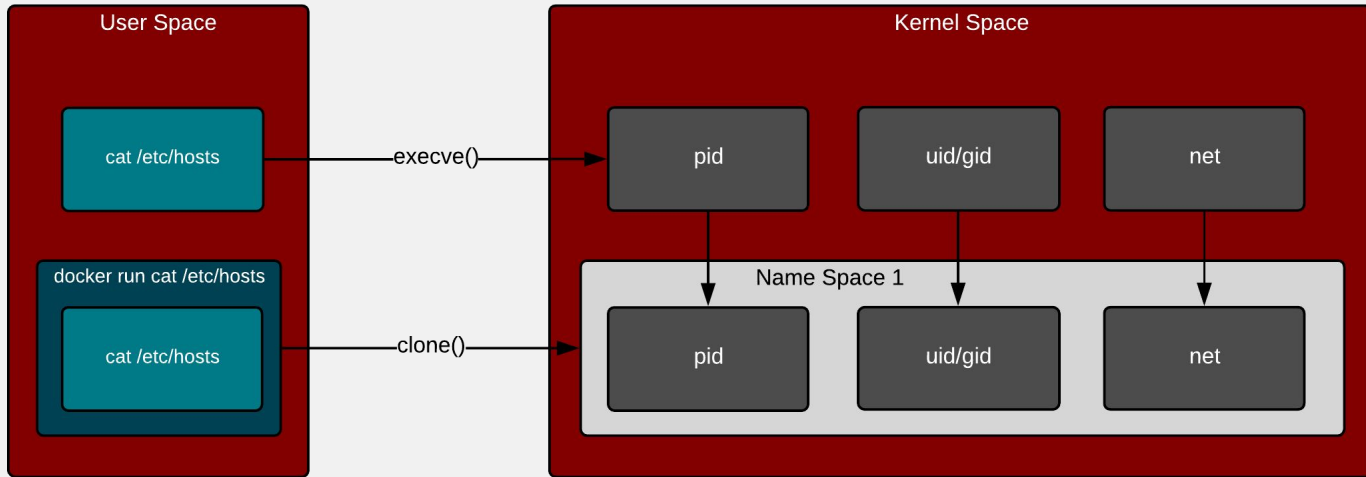 User Space
Kernel Space
cat /etc/hosts
execve()
pid
uid/gid
net
docker run cat /etc/hosts
Name Space 1
cat /etc/hosts
clone()
pid
uid/gid
net